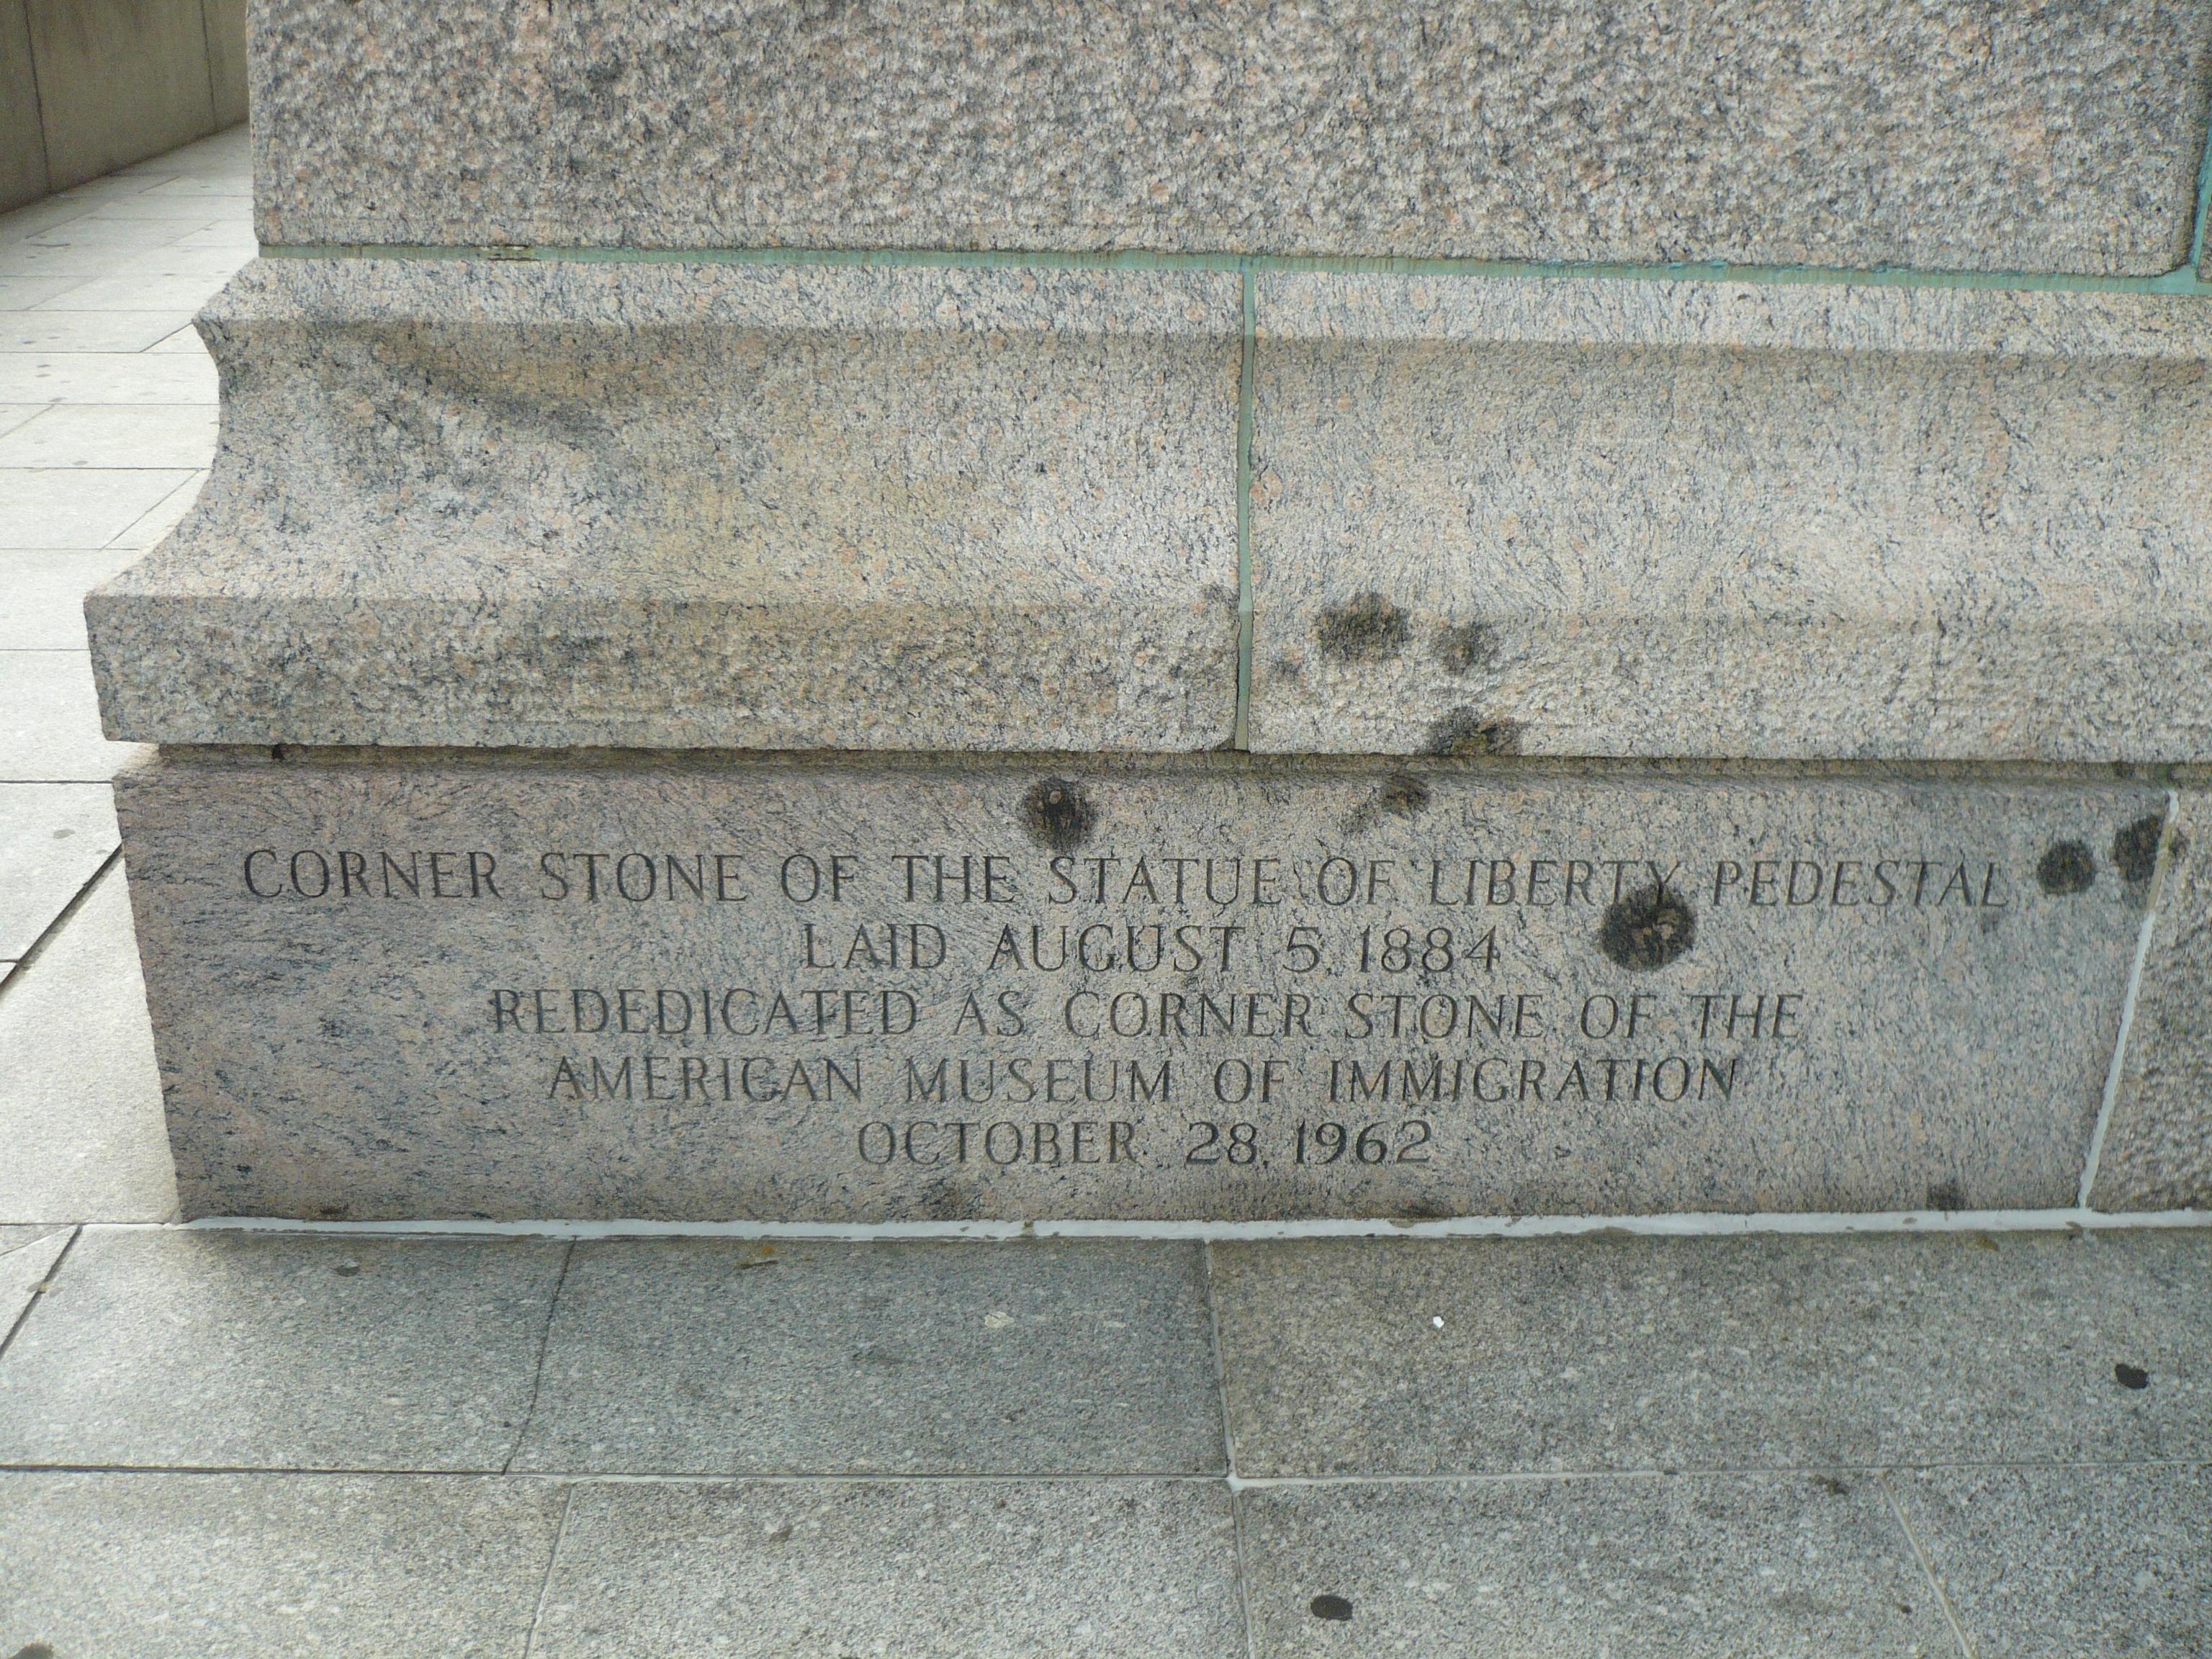 CORNER STONE OF THE STATUE OF LIBERTY PEDESTAL
LAID AUGUST 5, 1884
REDEDICATED AS CORNER STONE OF THE
AMERICAN MUSEUM OF IMMIGRATION
OCTOBER 28, 1962